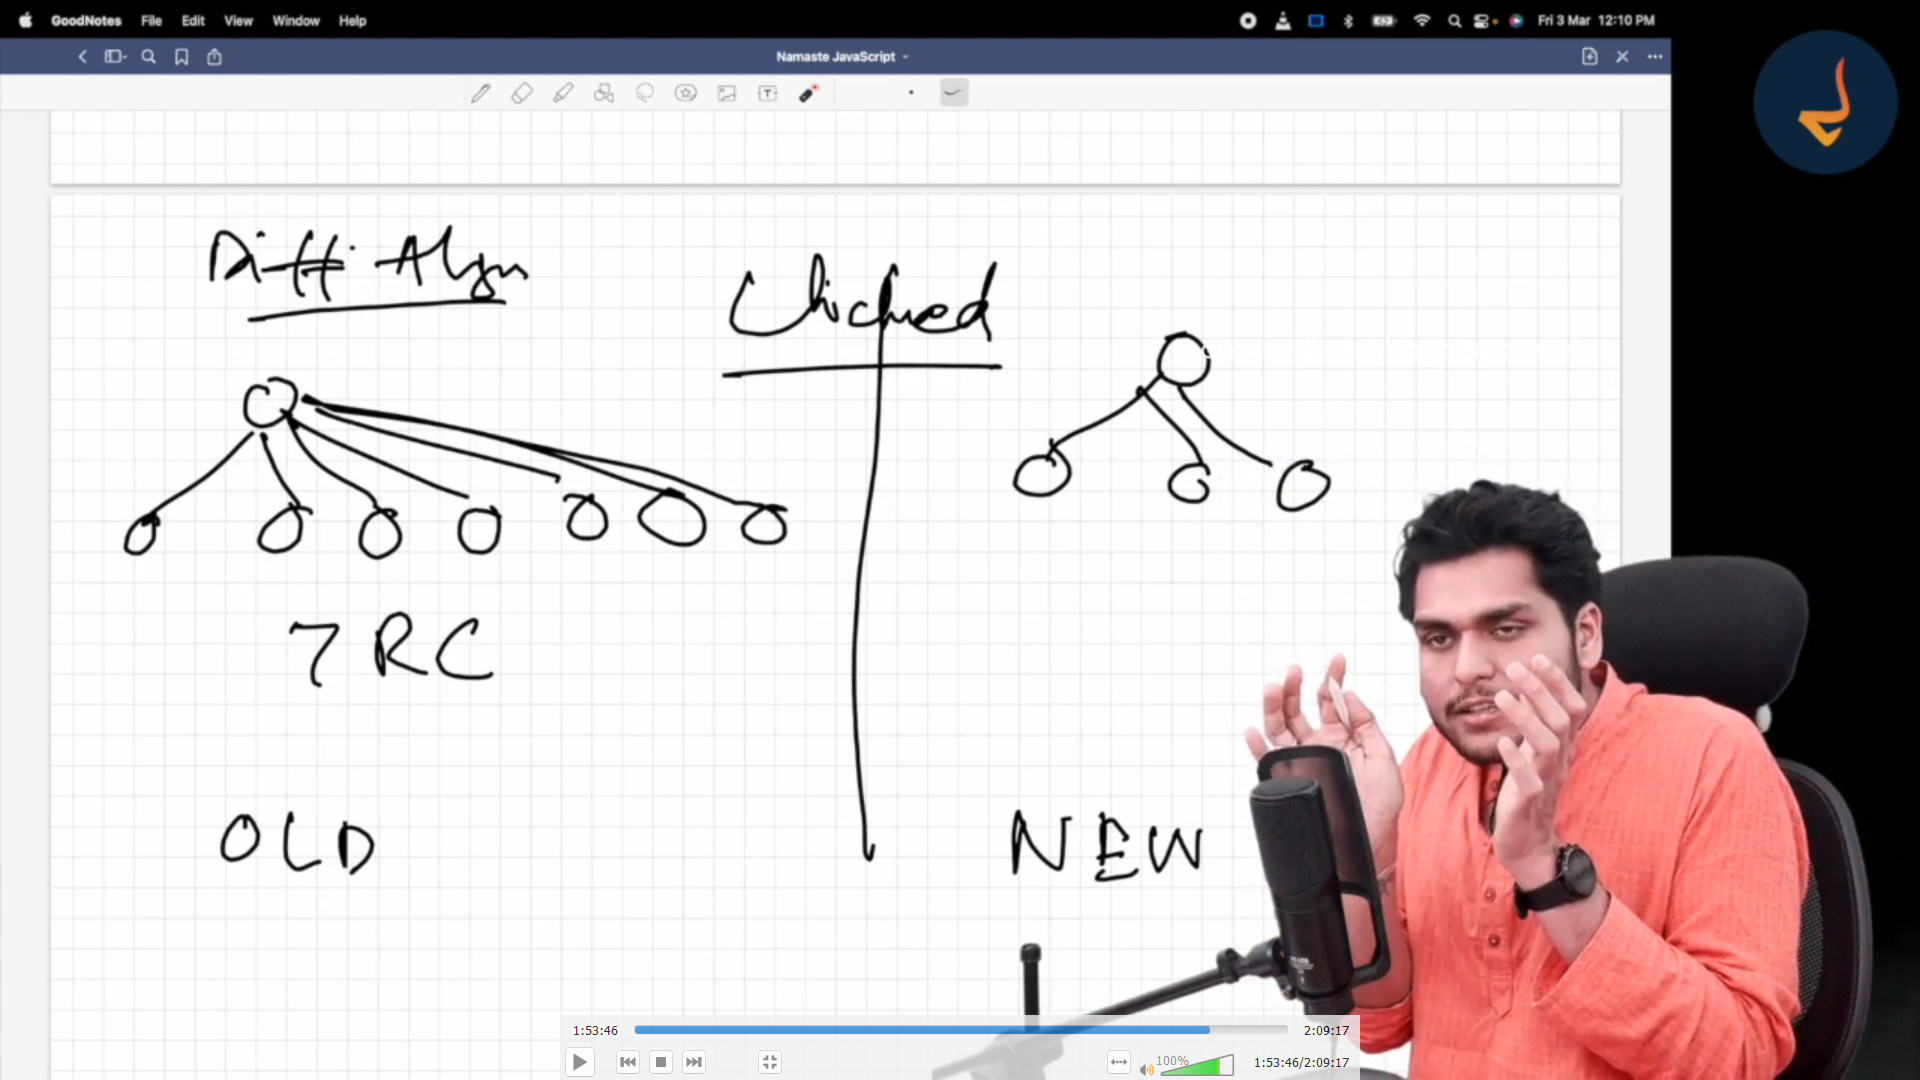 GoodNotes File Edit View Window Help Fri 3 Mar 12:10 PM
Namaste JavaScript
Diff Algm
Clicked
7 RC
OLD
NEW
1:53:46 2:09:17
100% 1:53:46/2:09:17